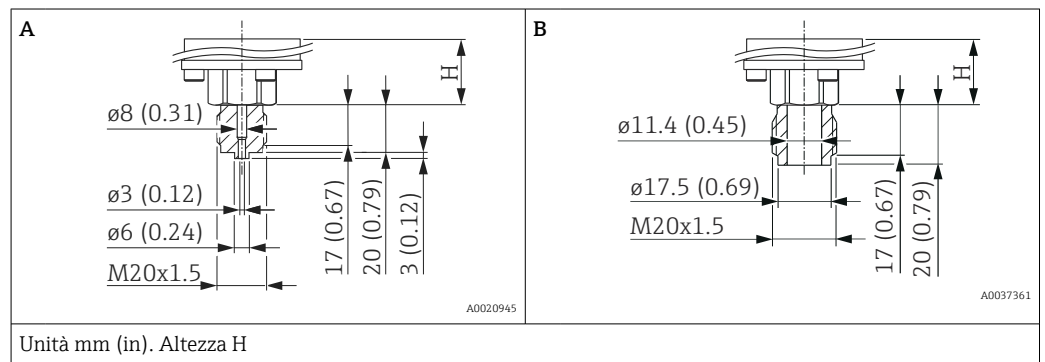 A
H
ø8 (0.31)
ø3 (0.12)
ø6 (0.24)
M20x1.5
17 (0.67)
20 (0.79)
3 (0.12)
A0020945
B
H
ø11.4 (0.45)
ø17.5 (0.69)
M20x1.5
17 (0.67)
20 (0.79)
A0037361
Unità mm (in). Altezza H